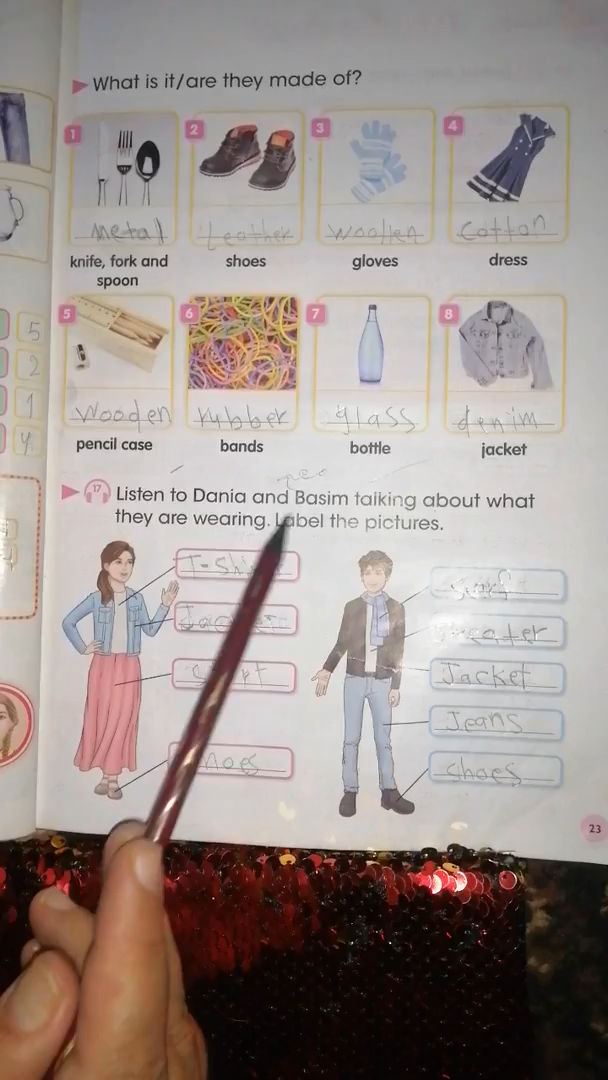 What is it/are they made of?
1 2 3 4
metal Leather woollen cotton
knife, fork and
spoon
shoes gloves dress
5 6 7 8
wooden rubber glass denim
pencil case bands bottle jacket
5
2
1
4
17 Listen to Dania and Basim talking about what
they are wearing. Label the pictures.
Jacket
Jeans
shoes
23